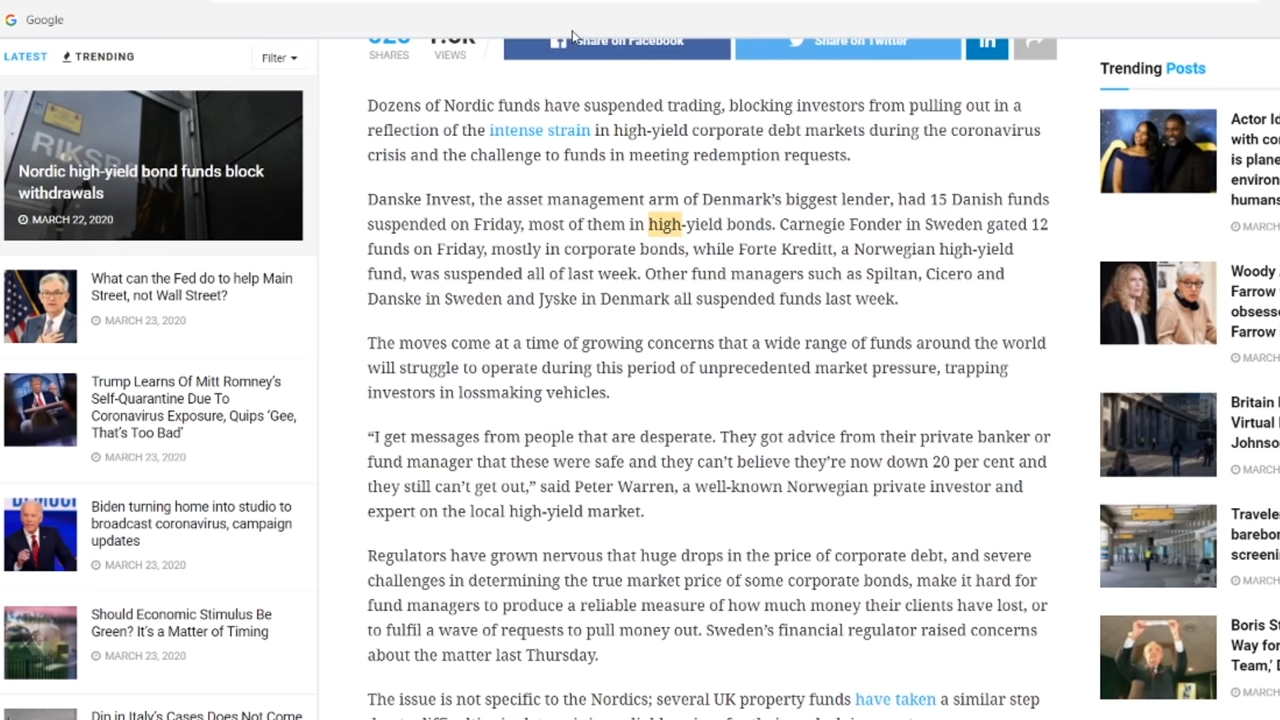 Google
LATEST
TRENDING
Filter
RIKSB
NK
Nordic high-yield bond funds block
withdrawals
MARCH 22, 2020
What can the Fed do to help Main
Street, not Wall Street?
MARCH 23, 2020
Trump Learns Of Mitt Romney’s
Self-Quarantine Due To
Coronavirus Exposure, Quips ‘Gee,
That’s Too Bad’
MARCH 23, 2020
Biden turning home into studio to
broadcast coronavirus, campaign
updates
MARCH 23, 2020
Should Economic Stimulus Be
Green? It’s a Matter of Timing
MARCH 23, 2020
Dip in Italy’s Cases Does Not Come
SHARES
VIEWS
Share on Facebook
Share on Twitter
in
Dozens of Nordic funds have suspended trading, blocking investors from pulling out in a
reflection of the intense strain in high-yield corporate debt markets during the coronavirus
crisis and the challenge to funds in meeting redemption requests.
Danske Invest, the asset management arm of Denmark’s biggest lender, had 15 Danish funds
suspended on Friday, most of them in high-yield bonds. Carnegie Fonder in Sweden gated 12
funds on Friday, mostly in corporate bonds, while Forte Kreditt, a Norwegian high-yield
fund, was suspended all of last week. Other fund managers such as Spiltan, Cicero and
Danske in Sweden and Jyske in Denmark all suspended funds last week.
The moves come at a time of growing concerns that a wide range of funds around the world
will struggle to operate during this period of unprecedented market pressure, trapping
investors in lossmaking vehicles.
“I get messages from people that are desperate. They got advice from their private banker or
fund manager that these were safe and they can’t believe they’re now down 20 per cent and
they still can’t get out,” said Peter Warren, a well-known Norwegian private investor and
expert on the local high-yield market.
Regulators have grown nervous that huge drops in the price of corporate debt, and severe
challenges in determining the true market price of some corporate bonds, make it hard for
fund managers to produce a reliable measure of how much money their clients have lost, or
to fulfil a wave of requests to pull money out. Sweden’s financial regulator raised concerns
about the matter last Thursday.
The issue is not specific to the Nordics; several UK property funds have taken a similar step
Trending Posts
Actor Id
with co
is plane
environ
humans
MARCH
Woody
Farrow
obsess
Farrow
MARCH
Britain
Virtual
Johnso
MARCH
Travele
barebor
screeni
MARCH
Boris St
Way for
Team,’
MARCH